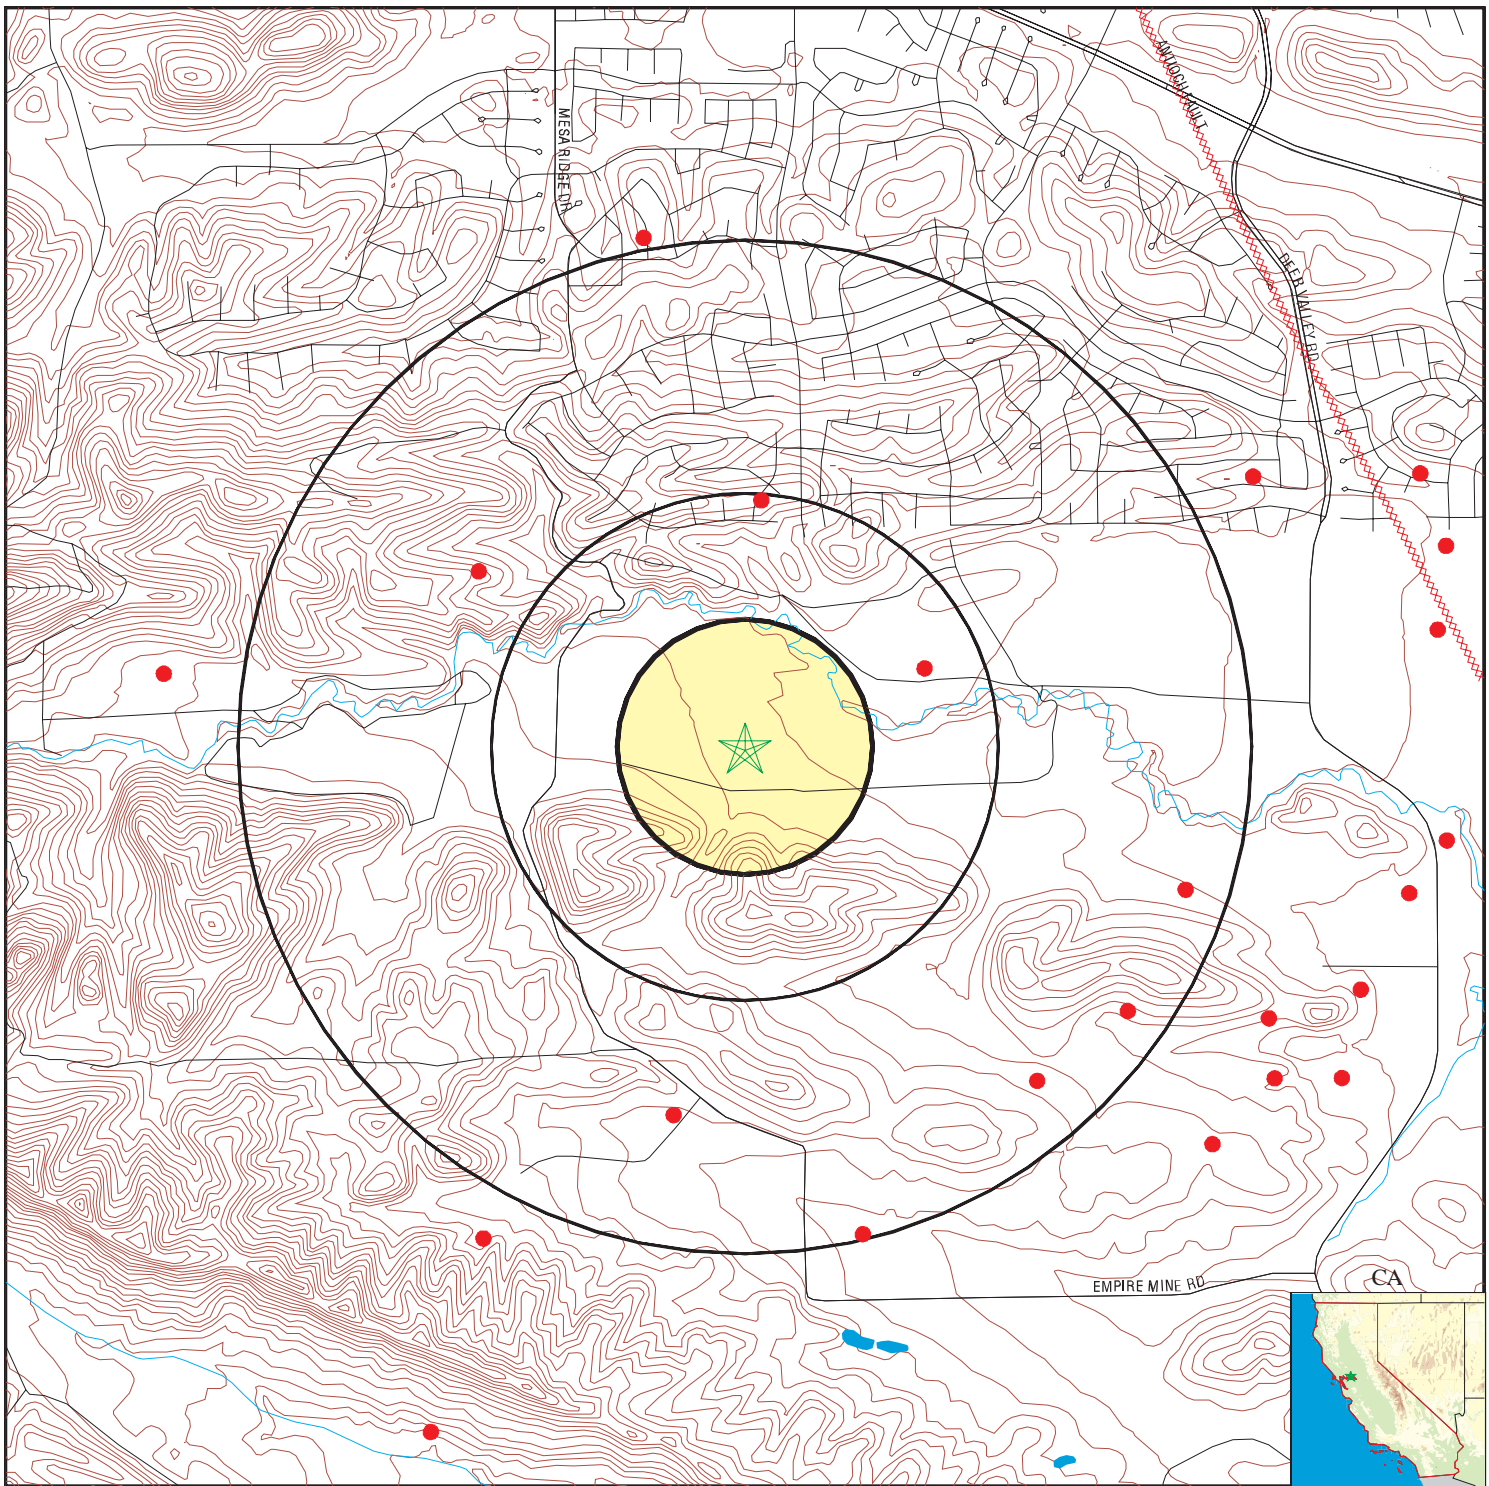 ANTIOCH FAULT
MESA RIDGE DR
DEER VALLEY RD
EMPIRE MINE RD
CA